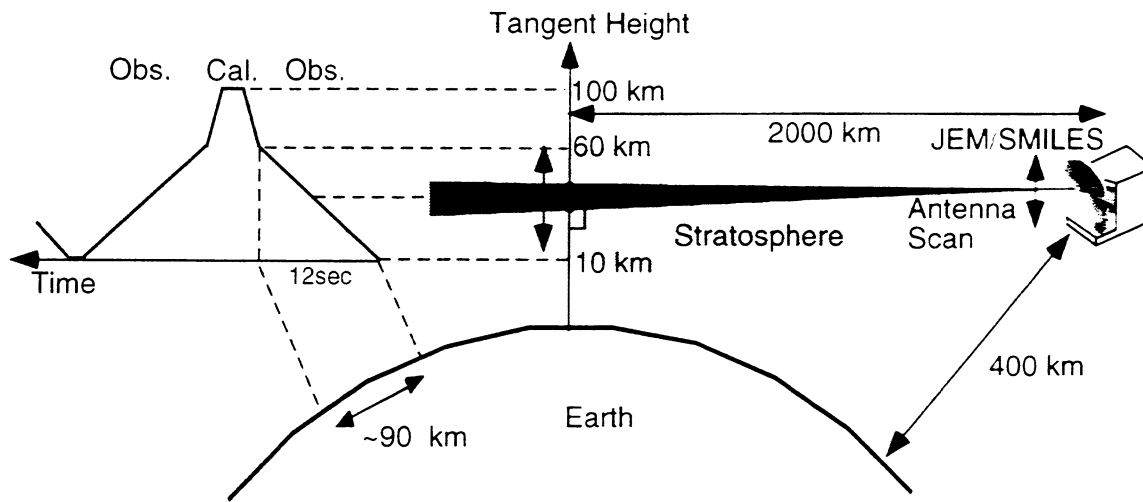 Tangent Height
Obs. Cal. Obs.
100 km
2000 km
60 km
JEM/SMILES
Antenna
Scan
Stratosphere
10 km
12sec
Time
400 km
~90 km
Earth